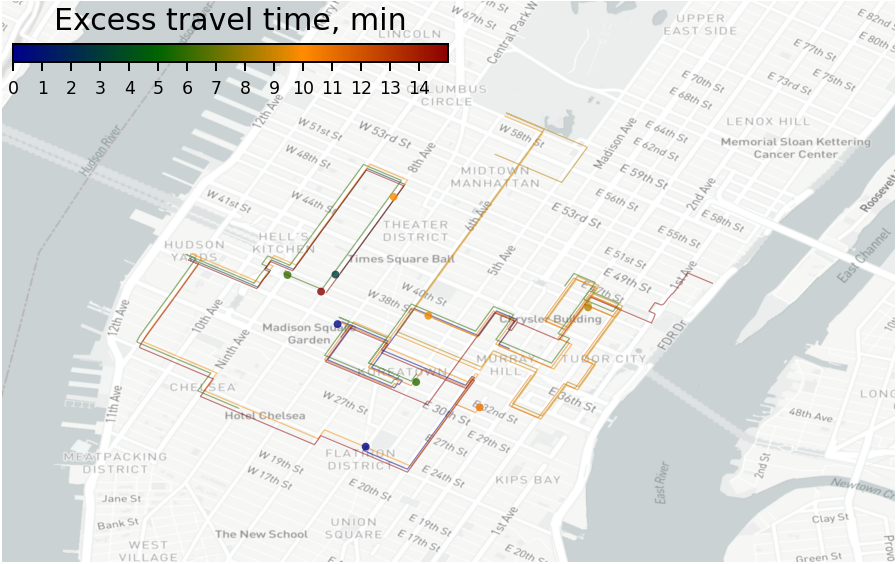 Excess travel time, min
0 1 2 3 4 5 6 7 8 9 10 11 12 13 14
LINCOLN
W 67th St
Central Park W
UPPER
EAST SIDE
E 82nd St
E 80th St
E 77th St
E 75th St
E 73rd St
E 70th St
E 68th St
COLUMBUS
CIRCLE
12th Ave
W 51st St
W 53rd St
W 58th St
8th Ave
Madison Ave
LENOX HILL
E 64th St
E 62nd St
Memorial Sloan Kettering
Cancer Center
Hudson River
W 48th St
MIDTOWN
MANHATTAN
E 59th St
2nd Ave
E 56th St
Roosevelt
W 41st St
W 44th St
6th Ave
E 53rd St
E 58th St
E 55th St
THEATER
DISTRICT
HELL'S
KITCHEN
HUDSON
YARDS
Times Square Ball
5th Ave
E 51st St
E 49th St
E 47th St
1st Ave
East Channel
W 40th St
W 38th St
12th Ave
10th Ave
Ninth Ave
Madison Square
Garden
Chrysler Building
FDR Dr
KOREATOWN
MURRAY
HILL
TUDOR CITY
CHELSEA
11th Ave
W 27th St
E 36th St
Hotel Chelsea
E 30th St
E 32nd St
E 29th St
E 27th St
48th Ave
LONG
FLATIRON
DISTRICT
E 24th St
MEATPACKING
DISTRICT
W 19th St
W 17th St
E 20th St
KIPS BAY
East River
2nd St
Newtown Cr
Jane St
Bank St
The New School
UNION
SQUARE
E 19th St
E 17th St
1st Ave
E 20th St
Clay St
Green St
Provo
WEST
VILLAGE